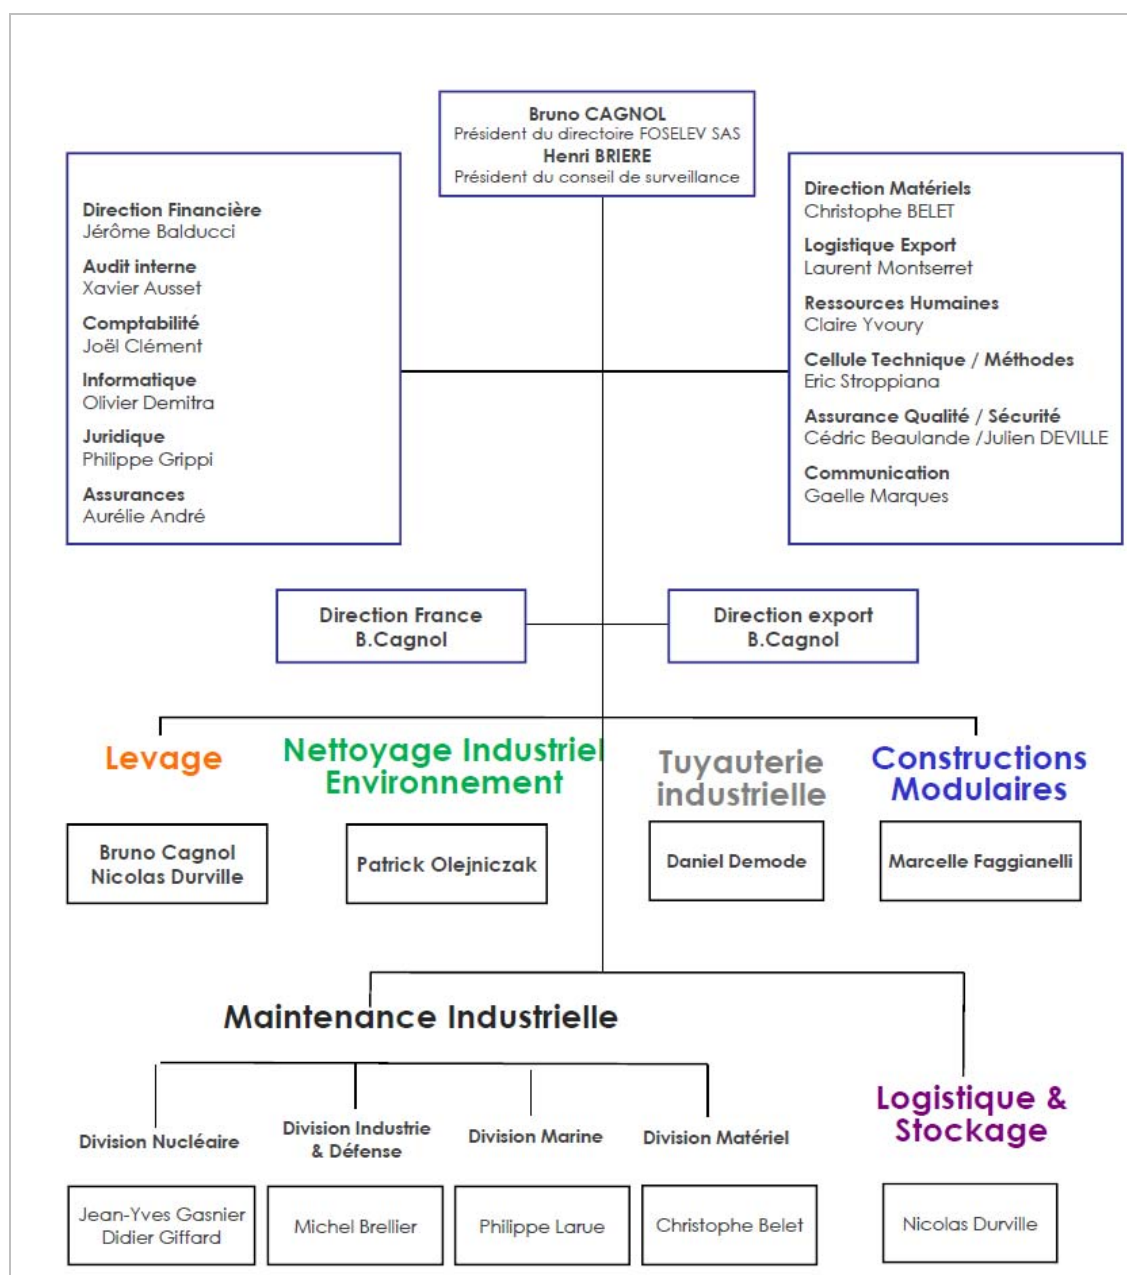 Bruno CAGNOL
Président du directoire FOSELEV SAS
Henri BRIERE
Président du conseil de surveillance
Direction Financière
Jérôme Balducci
Audit interne
Xavier Ausset
Comptabilité
Joël Clément
Informatique
Olivier Demitra
Juridique
Philippe Grippi
Assurances
Aurélie André
Direction Matériels
Christophe BELET
Logistique Export
Laurent Montserret
Ressources Humaines
Claire Yvoury
Cellule Technique / Méthodes
Eric Stroppiana
Assurance Qualité / Sécurité
Cédric Beaulande /Julien DEVILLE
Communication
Gaelle Marques
Direction France
B.Cagnol
Direction export
B.Cagnol
Levage
Bruno Cagnol
Nicolas Durville
Nettoyage Industriel
Environnement
Patrick Olejniczak
Tuyauterie
industrielle
Daniel Demode
Constructions
Modulaires
Marcelle Faggianelli
Maintenance Industrielle
Division Nucléaire
Jean-Yves Gasnier
Didier Giffard
Division Industrie
& Défense
Michel Brellier
Division Marine
Philippe Larue
Division Matériel
Christophe Belet
Logistique &
Stockage
Nicolas Durville